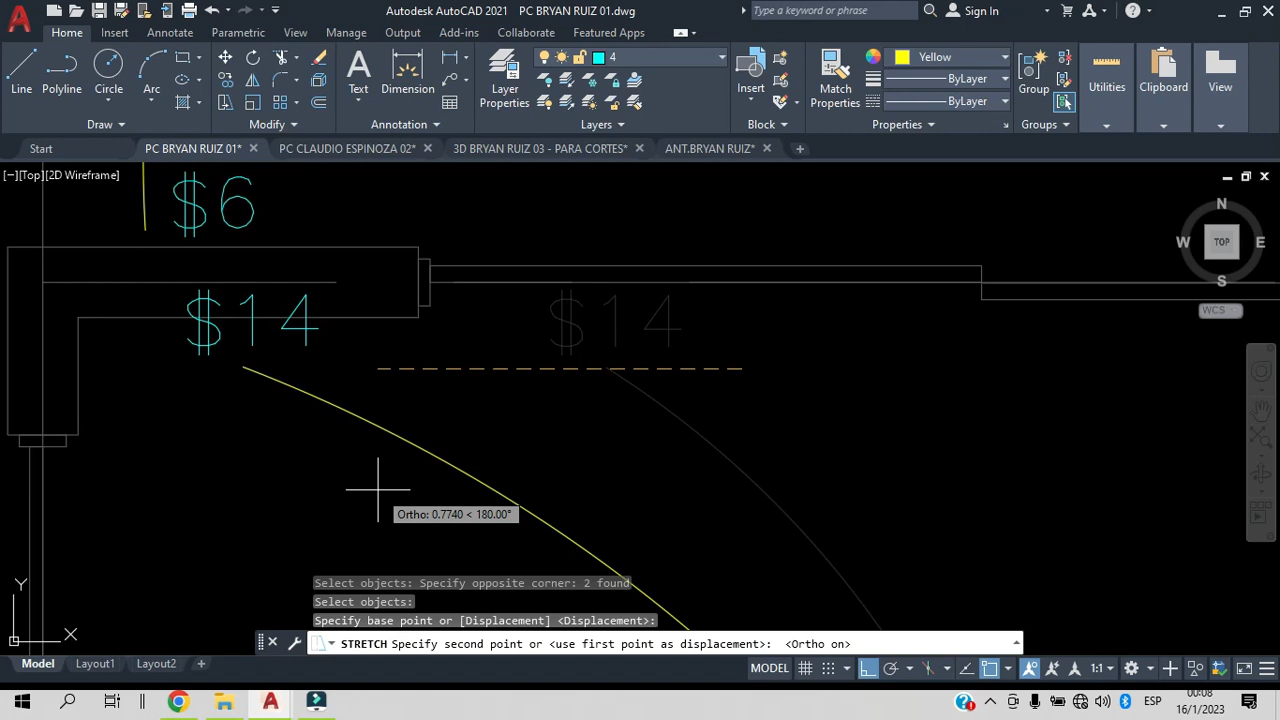 Autodesk AutoCAD 2021 PC BRYAN RUIZ 01.dwg
Type a keyword or phrase
Sign In
Home Insert Annotate Parametric View Manage Output Add-ins Collaborate Featured Apps
4
Yellow
ByLayer
ByLayer
Line Polyline Circle Arc
Text Dimension
Layer Properties
Insert
Match Properties
Group
Utilities
Clipboard
View
Draw Modify Annotation Layers Block Properties Groups
Start PC BRYAN RUIZ 01* PC CLAUDIO ESPINOZA 02* 3D BRYAN RUIZ 03 - PARA CORTES* ANT.BRYAN RUIZ*
[−][Top][2D Wireframe]
$6
N
W TOP E
S
WCS
$14 $14
Ortho: 0.7740 < 180.00°
Select objects: Specify opposite corner: 2 found
Select objects:
Specify base point or [Displacement] <Displacement>:
STRETCH Specify second point or <use first point as displacement>: <Ortho on>
Y
X
Model Layout1 Layout2
MODEL
1:1
ESP
00:08
16/1/2023